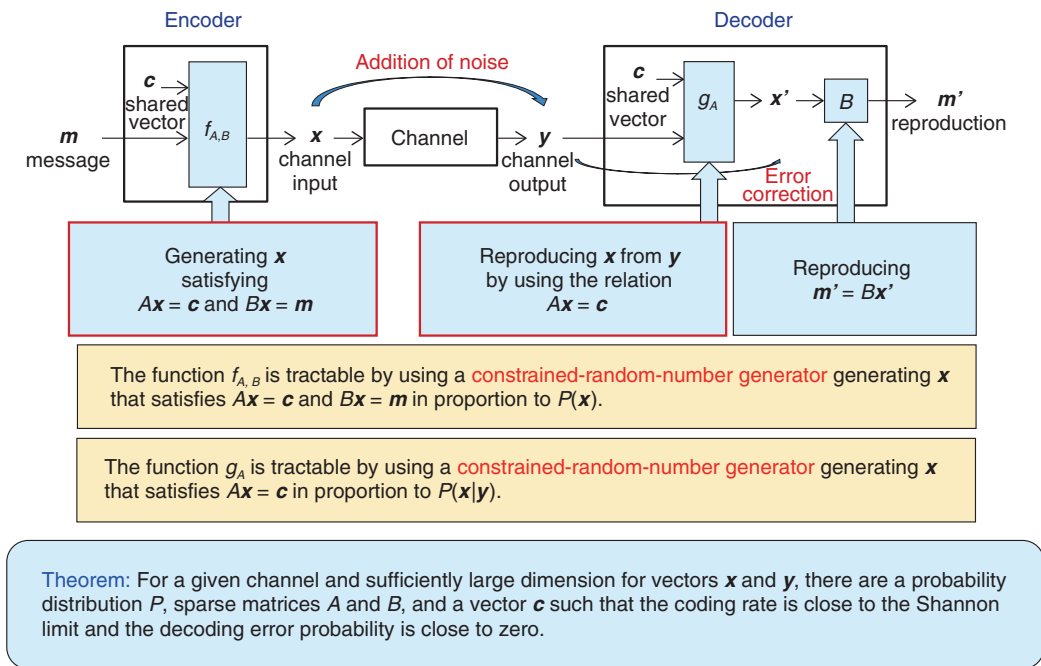 Encoder
Decoder
Addition of noise
c
shared
vector
f_{A,B}
m
message
x
channel
input
Channel
y
channel
output
c
shared
vector
g_A
x'
B
m'
reproduction
Error
correction
Generating x
satisfying
Ax = c and Bx = m
Reproducing x from y
by using the relation
Ax = c
Reproducing
m' = Bx'
The function f_{A, B} is tractable by using a constrained-random-number generator generating x
that satisfies Ax = c and Bx = m in proportion to P(x).
The function g_A is tractable by using a constrained-random-number generator generating x
that satisfies Ax = c in proportion to P(x|y).
Theorem: For a given channel and sufficiently large dimension for vectors x and y, there are a probability
distribution P, sparse matrices A and B, and a vector c such that the coding rate is close to the Shannon
limit and the decoding error probability is close to zero.